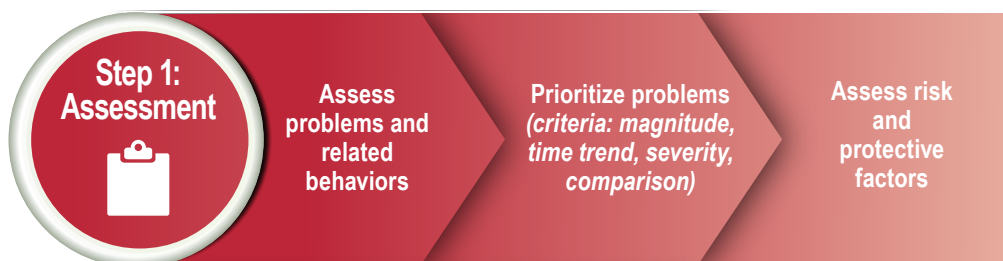 Step 1:
Assessment
Assess
problems and
related
behaviors
Prioritize problems
(criteria: magnitude,
time trend, severity,
comparison)
Assess risk
and
protective
factors